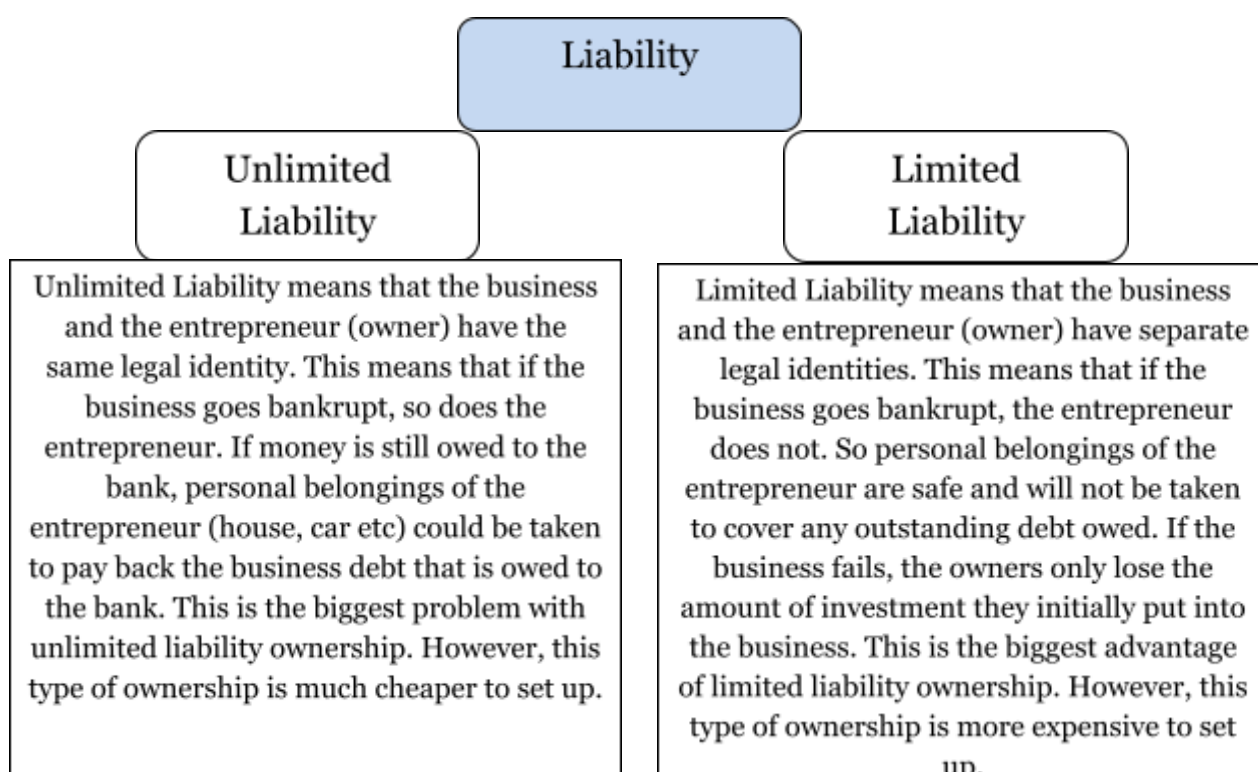 Liability
Unlimited
Liability
Unlimited Liability means that the business
and the entrepreneur (owner) have the
same legal identity. This means that if the
business goes bankrupt, so does the
entrepreneur. If money is still owed to the
bank, personal belongings of the
entrepreneur (house, car etc) could be taken
to pay back the business debt that is owed to
the bank. This is the biggest problem with
unlimited liability ownership. However, this
type of ownership is much cheaper to set up.
Limited
Liability
Limited Liability means that the business
and the entrepreneur (owner) have separate
legal identities. This means that if the
business goes bankrupt, the entrepreneur
does not. So personal belongings of the
entrepreneur are safe and will not be taken
to cover any outstanding debt owed. If the
business fails, the owners only lose the
amount of investment they initially put into
the business. This is the biggest advantage
of limited liability ownership. However, this
type of ownership is more expensive to set
up.